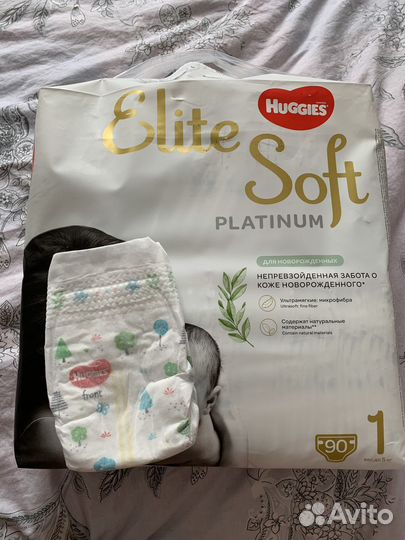 HUGGIES
Elite
Soft
PLATINUM
ДЛЯ НОВОРОЖДЕННЫХ
НЕПРЕВЗОЙДЕННАЯ ЗАБОТА О
КОЖЕ НОВОРОЖДЕННОГО*
Ультрамягкие: микрофибра
Ultrasoft: fine fiber
Содержат натуральные
материалы**
Contain natural materials
HUGGIES
front
90
1
Avito